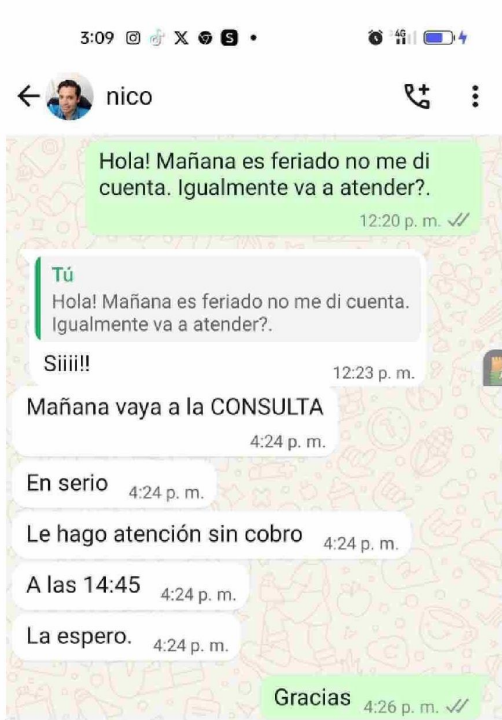 3:09
4G
nico
Hola! Mañana es feriado no me di
cuenta. Igualmente va a atender?.
12:20 p. m.
Tú
Hola! Mañana es feriado no me di cuenta.
Igualmente va a atender?.
Siiii!!
12:23 p. m.
Mañana vaya a la CONSULTA
4:24 p. m.
En serio 4:24 p. m.
Le hago atención sin cobro 4:24 p. m.
A las 14:45 4:24 p. m.
La espero. 4:24 p. m.
Gracias 4:26 p. m.